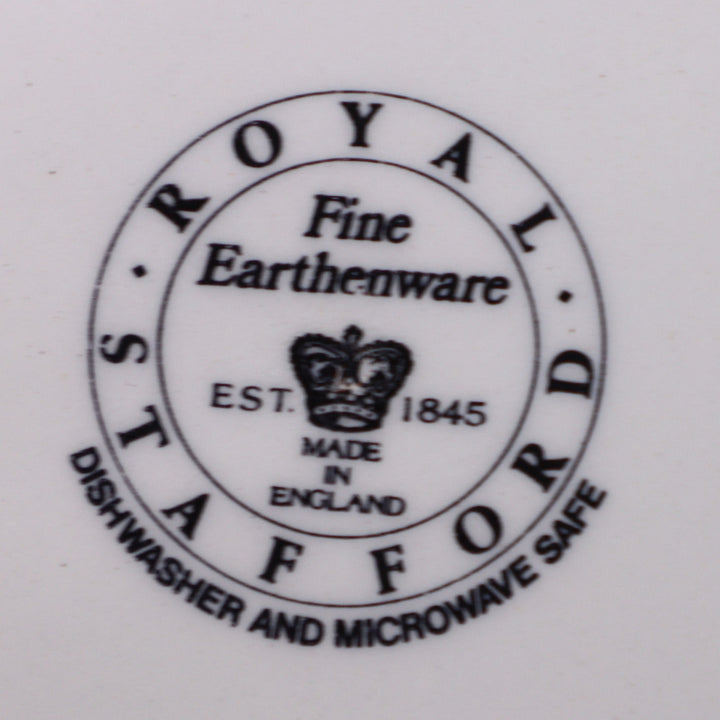 · ROYAL ·
STAFFORD
Fine
Earthenware
EST. 1845
MADE
IN
ENGLAND
DISHWASHER AND MICROWAVE SAFE